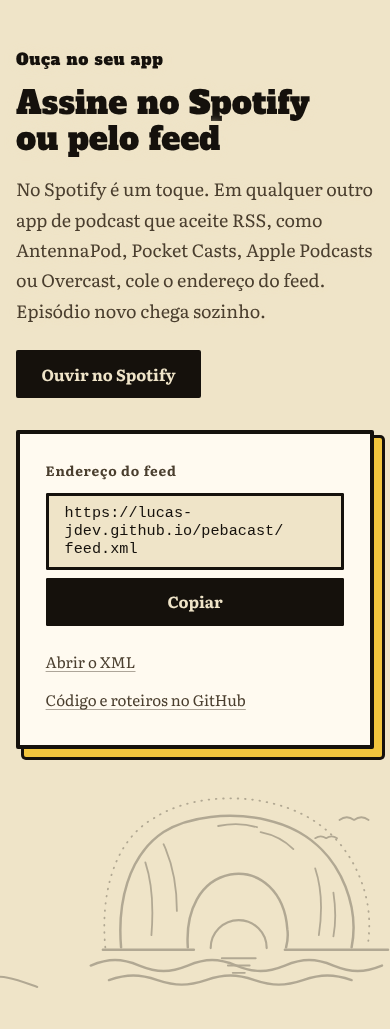 Ouça no seu app
Assine no Spotify
ou pelo feed
No Spotify é um toque. Em qualquer outro
app de podcast que aceite RSS, como
AntennaPod, Pocket Casts, Apple Podcasts
ou Overcast, cole o endereço do feed.
Episódio novo chega sozinho.
Ouvir no Spotify
Endereço do feed
https://lucas-
jdev.github.io/pebacast/
feed.xml
Copiar
Abrir o XML
Código e roteiros no GitHub